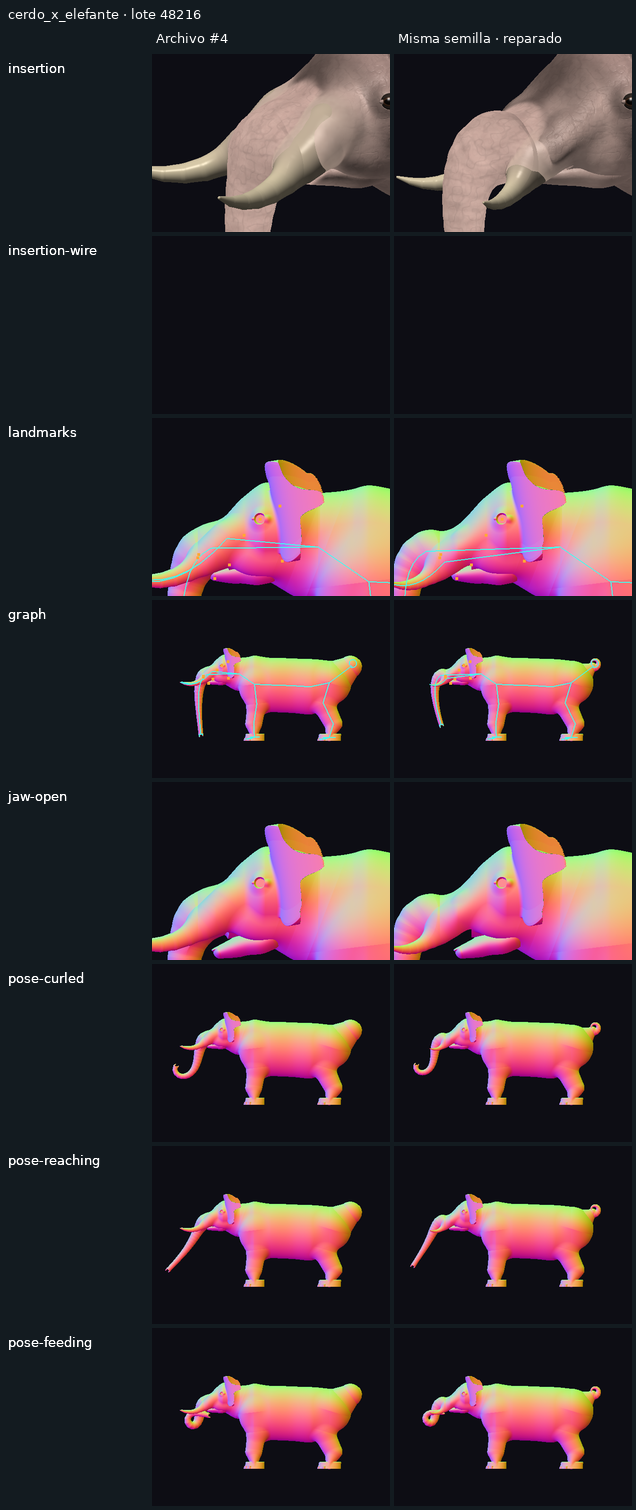 cerdo_x_elefante · lote 48216
Archivo #4
Misma semilla · reparado
insertion
insertion-wire
landmarks
graph
jaw-open
pose-curled
pose-reaching
pose-feeding